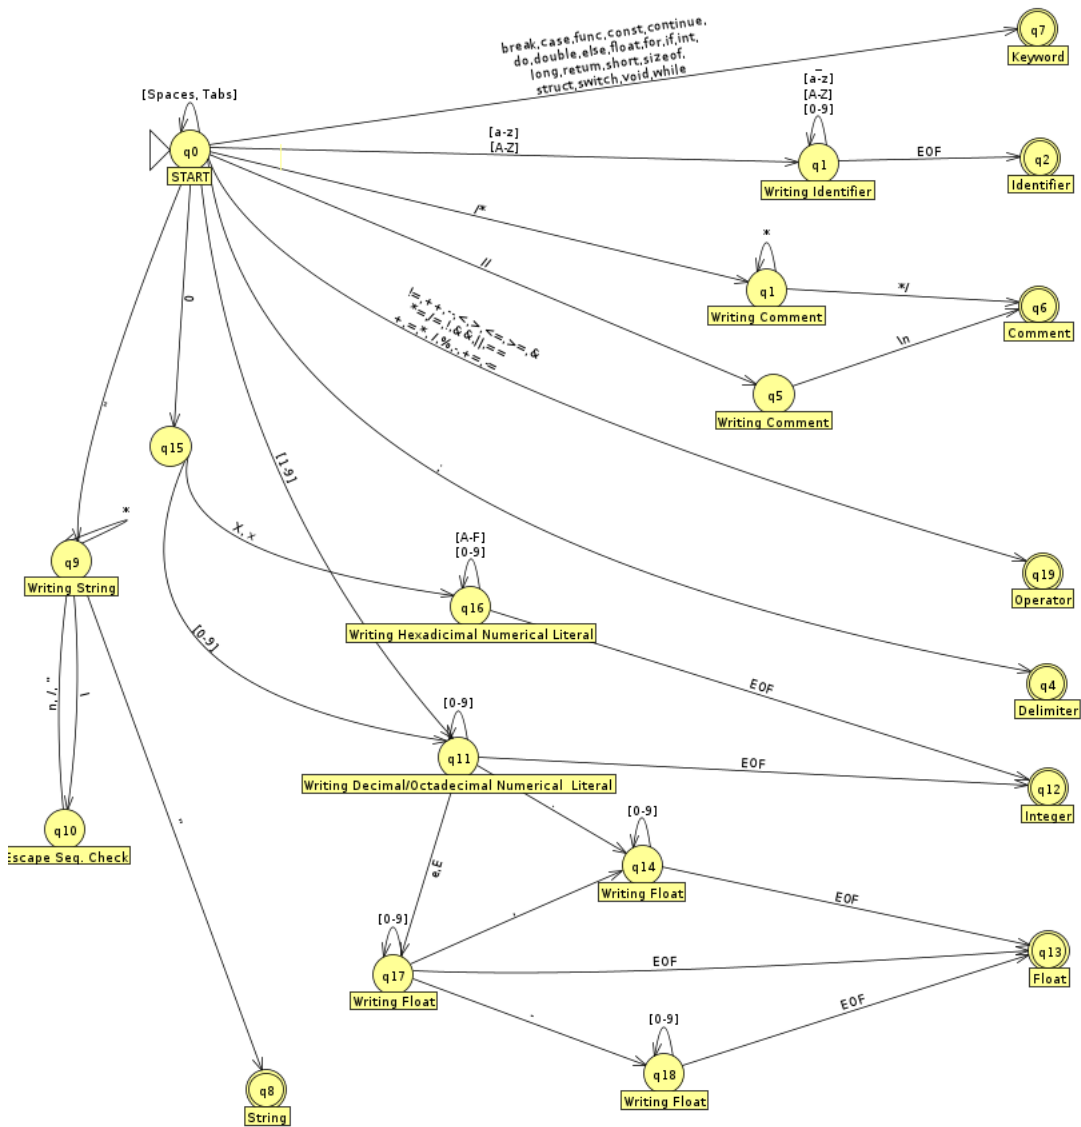 break,case,func,const,continue,
do,double,else,float,for,if,int,
long,return,short,sizeof,
struct,switch,void,while
q7
Keyword
[Spaces, Tabs]
q0
START
[a-z]
[A-Z]
_
[a-z]
[A-Z]
[0-9]
q1
Writing Identifier
EOF
q2
Identifier
/*
*
q1
Writing Comment
*/
q6
Comment
//
q5
Writing Comment
\n
!=,++,--,<,>,<=,>=,&
*=,/=,!,&&,||,==
+,=,*,/,%,-,+=,-=
q19
Operator
;
q4
Delimiter
0
q15
[1-9]
X, x
[0-9]
[A-F]
[0-9]
q16
Writing Hexadicimal Numerical Literal
EOF
"
*
q9
Writing String
n, /, "
\
q10
Escape Seq. Check
"
q8
String
[0-9]
q11
Writing Decimal/Octadecimal Numerical  Literal
EOF
q12
Integer
.
e,E
[0-9]
q14
Writing Float
EOF
[0-9]
q17
Writing Float
EOF
q13
Float
[0-9]
q18
Writing Float
EOF